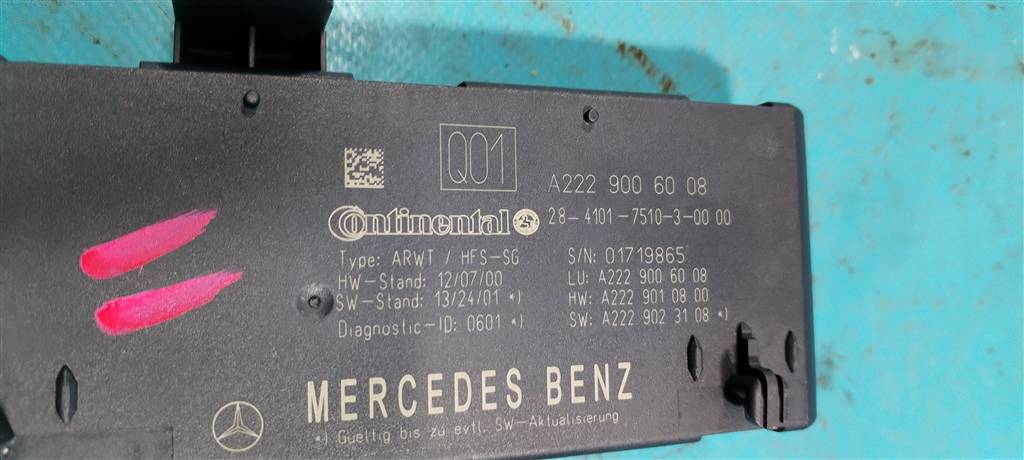 Q01
A222 900 60 08
Continental
28-4101-7510-3-00 00
Type: ARWT / HFS-SG
S/N: 01719865
HW-Stand: 12/07/00
LU: A222 900 60 08
SW-Stand: 13/24/01 *)
HW: A222 901 08 00
Diagnostic-ID: 0601 *)
SW: A222 902 31 08 *)
MERCEDES BENZ
*) Gueltig bis zu evtl. SW-Aktualisierung